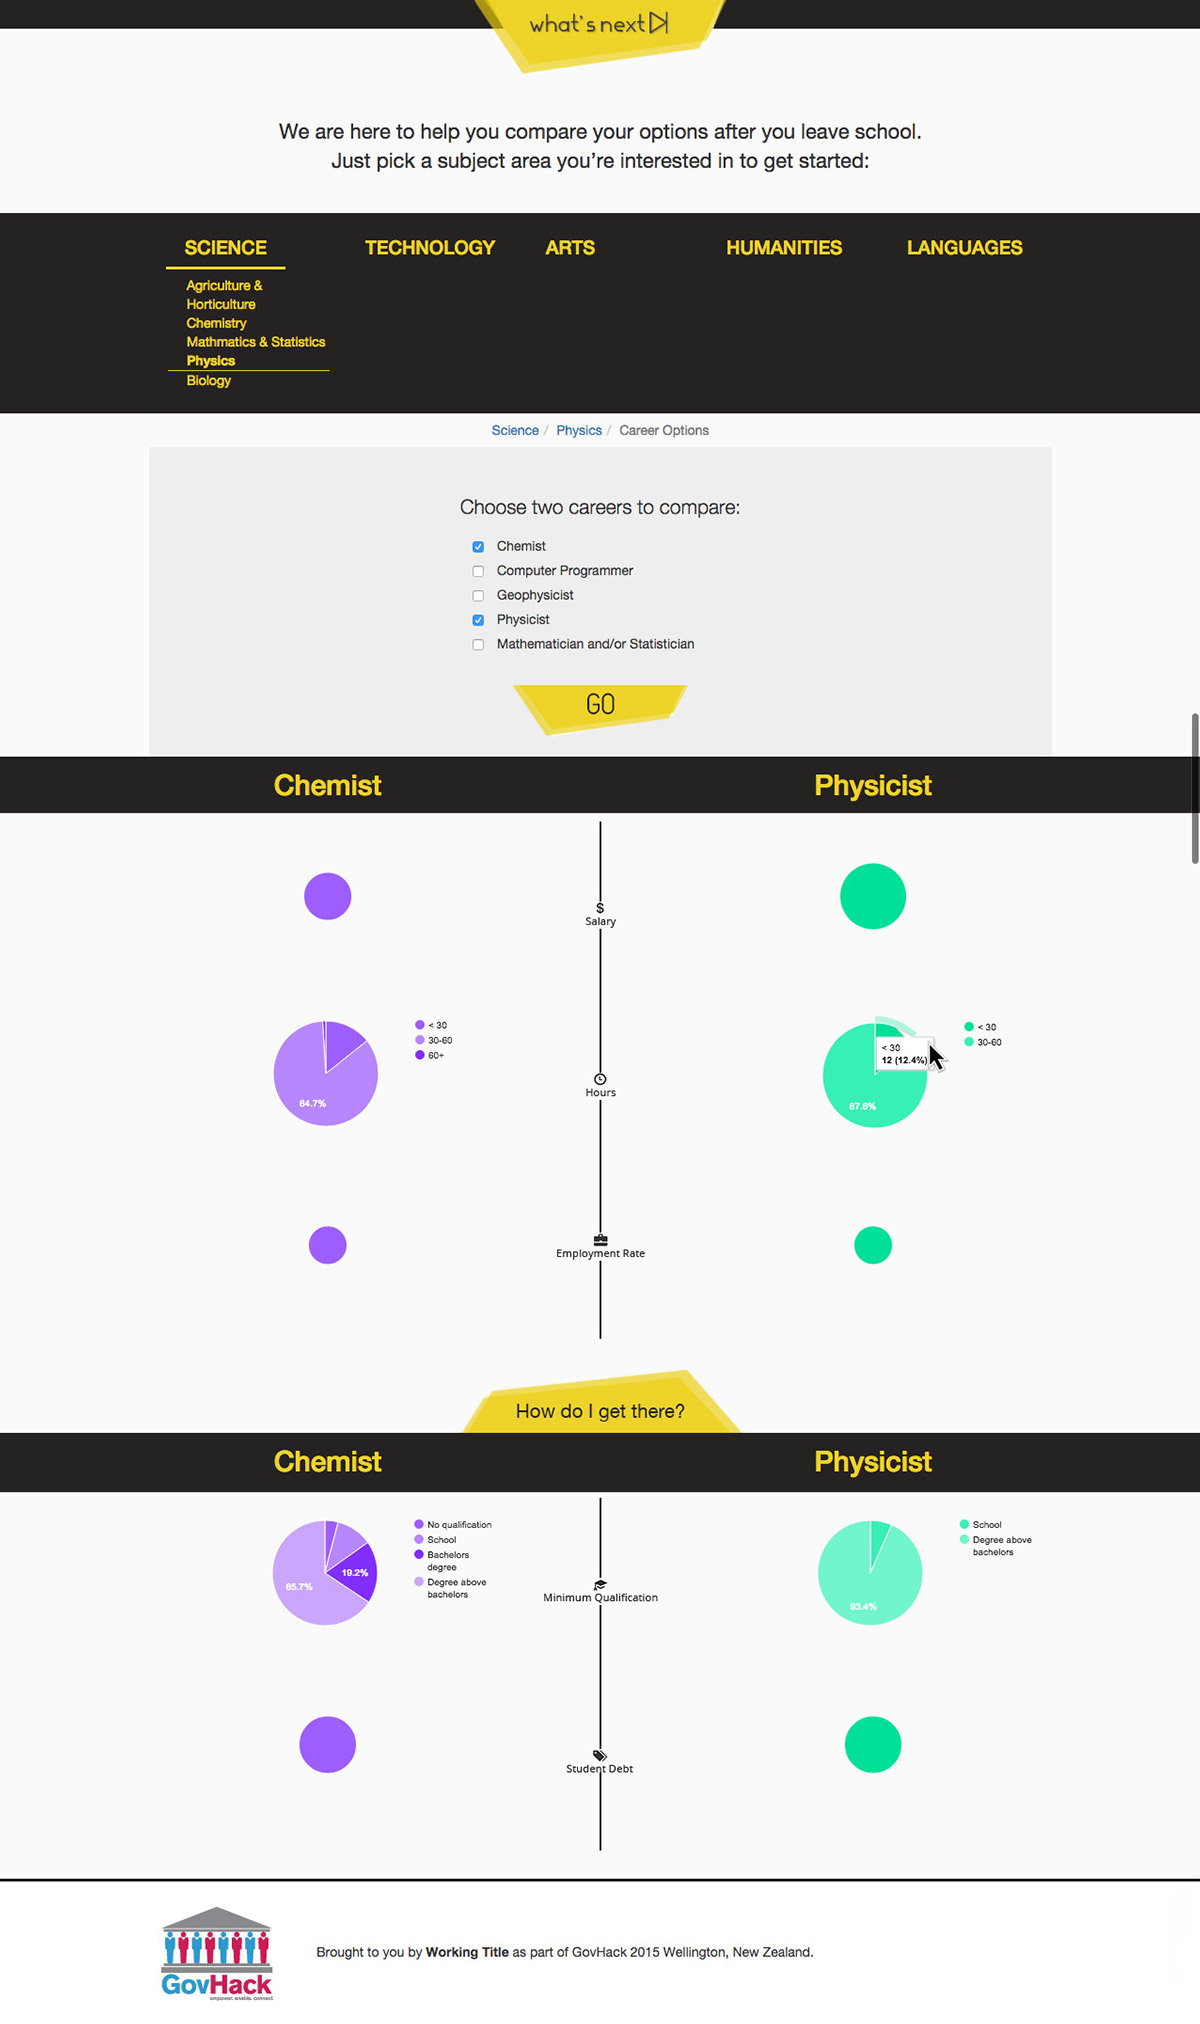 what's next
We are here to help you compare your options after you leave school.
Just pick a subject area you're interested in to get started:
SCIENCE TECHNOLOGY ARTS HUMANITIES LANGUAGES
Agriculture &
Horticulture
Chemistry
Mathmatics & Statistics
Physics
Biology
Science / Physics / Career Options
Choose two careers to compare:
Chemist
Computer Programmer
Geophysicist
Physicist
Mathematician and/or Statistician
GO
Chemist Physicist
$
Salary
< 30
30-60
60+
84.7%
Hours
< 30
12 (12.4%)
87.6%
< 30
30-60
Employment Rate
How do I get there?
Chemist Physicist
No qualification
School
Bachelors
degree
Degree above
bachelors
19.2%
65.7%
Minimum Qualification
School
Degree above
bachelors
93.4%
Student Debt
GovHack
empower. enable. connect.
Brought to you by Working Title as part of GovHack 2015 Wellington, New Zealand.